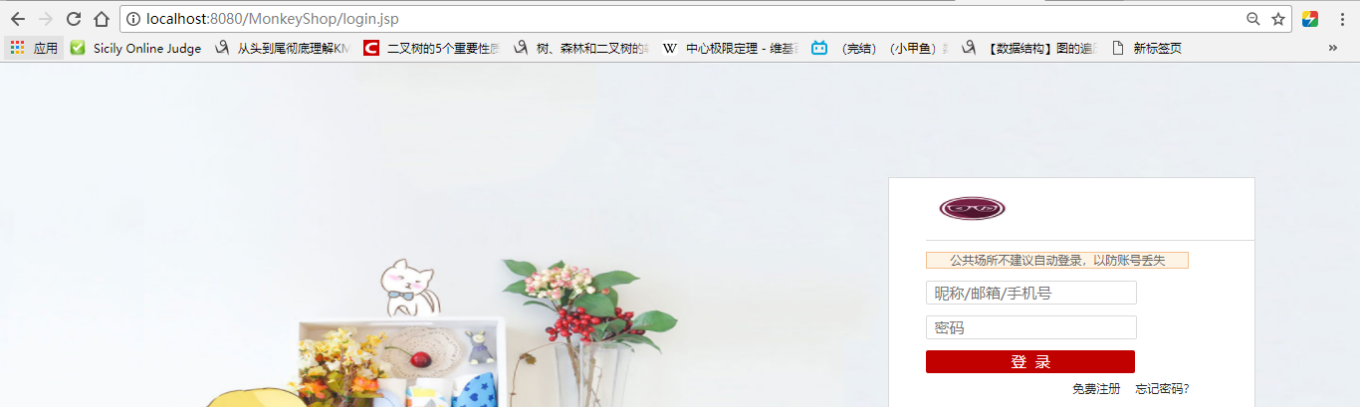 localhost:8080/MonkeyShop/login.jsp
应用 Sicily Online Judge 从头到尾彻底理解KM 二叉树的5个重要性质 树、森林和二叉树的 中心极限定理 - 维基 （完结）（小甲鱼） 【数据结构】图的遍 新标签页 »
公共场所不建议自动登录，以防账号丢失
昵称/邮箱/手机号
密码
登 录
免费注册 忘记密码?